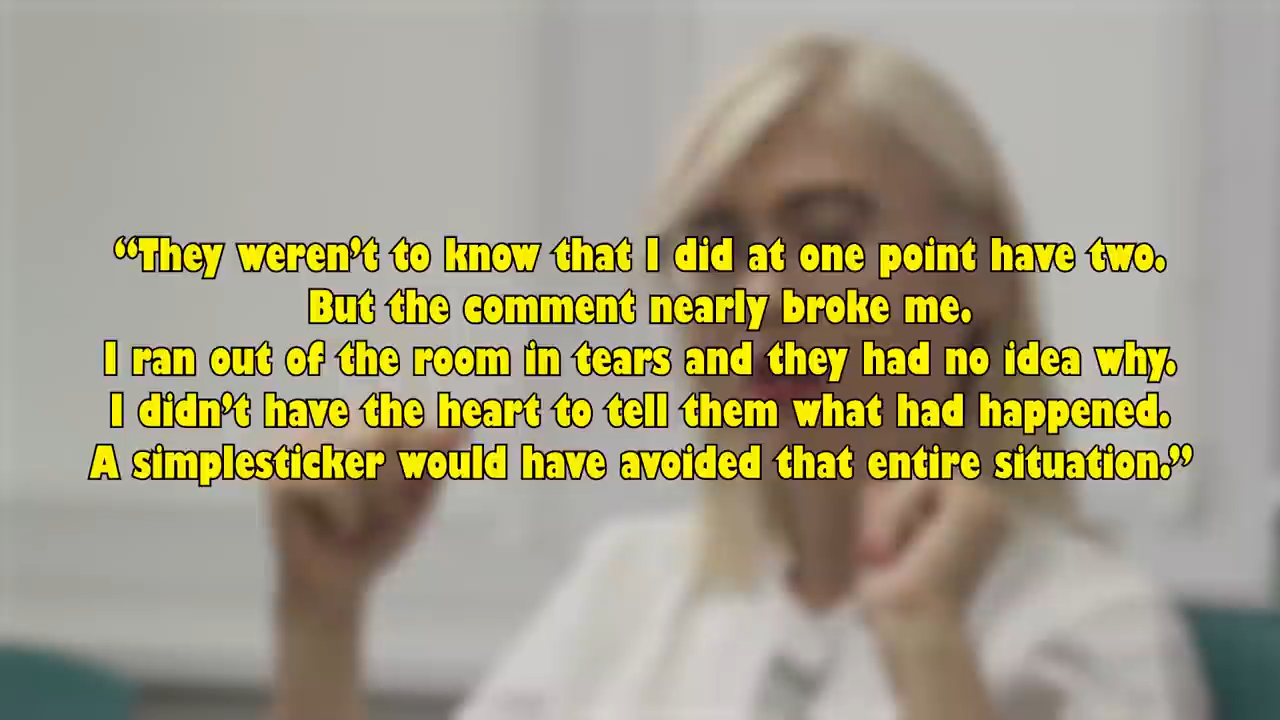 “They weren’t to know that I did at one point have two.
But the comment nearly broke me.
I ran out of the room in tears and they had no idea why.
I didn’t have the heart to tell them what had happened.
A simplesticker would have avoided that entire situation.”